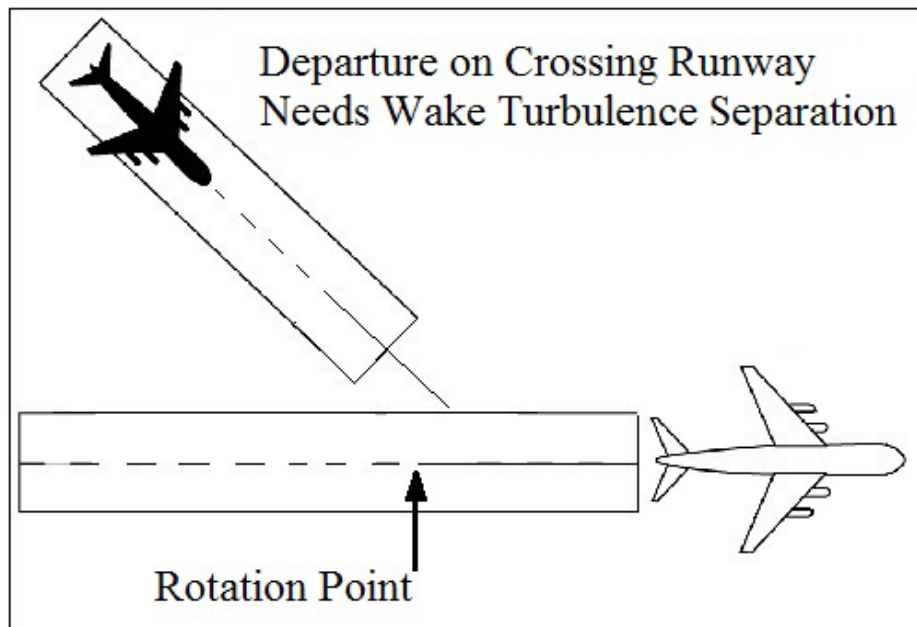 Departure on Crossing Runway
Needs Wake Turbulence Separation
Rotation Point